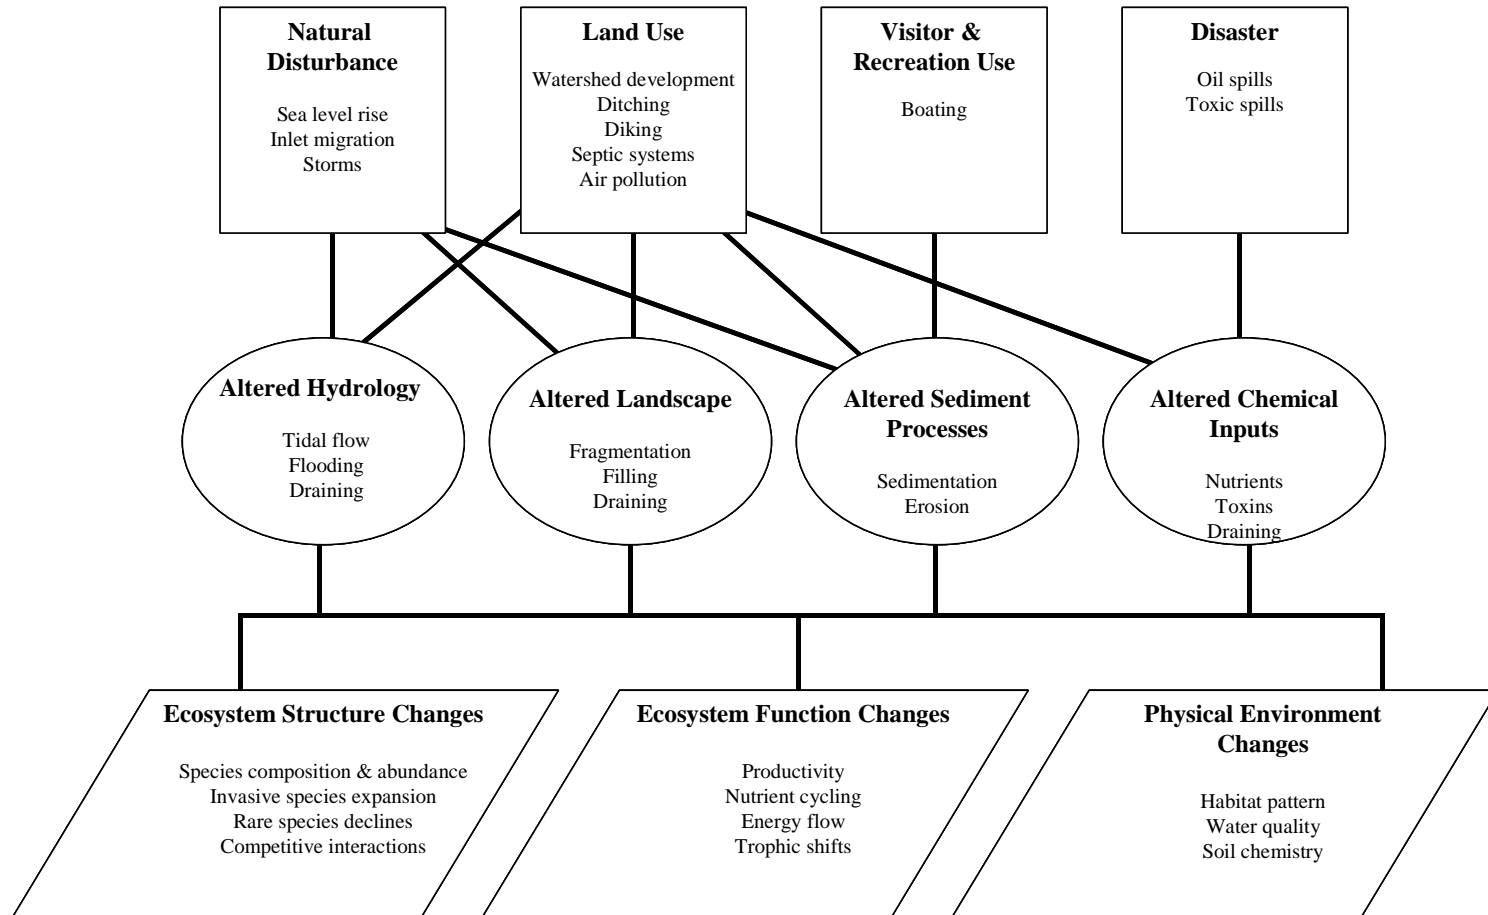 Natural
Disturbance
Sea level rise
Inlet migration
Storms
Land Use
Watershed development
Ditching
Diking
Septic systems
Air pollution
Visitor &
Recreation Use
Boating
Disaster
Oil spills
Toxic spills
Altered Hydrology
Tidal flow
Flooding
Draining
Altered Landscape
Fragmentation
Filling
Draining
Altered Sediment
Processes
Sedimentation
Erosion
Altered Chemical
Inputs
Nutrients
Toxins
Draining
Ecosystem Structure Changes
Species composition & abundance
Invasive species expansion
Rare species declines
Competitive interactions
Ecosystem Function Changes
Productivity
Nutrient cycling
Energy flow
Trophic shifts
Physical Environment
Changes
Habitat pattern
Water quality
Soil chemistry